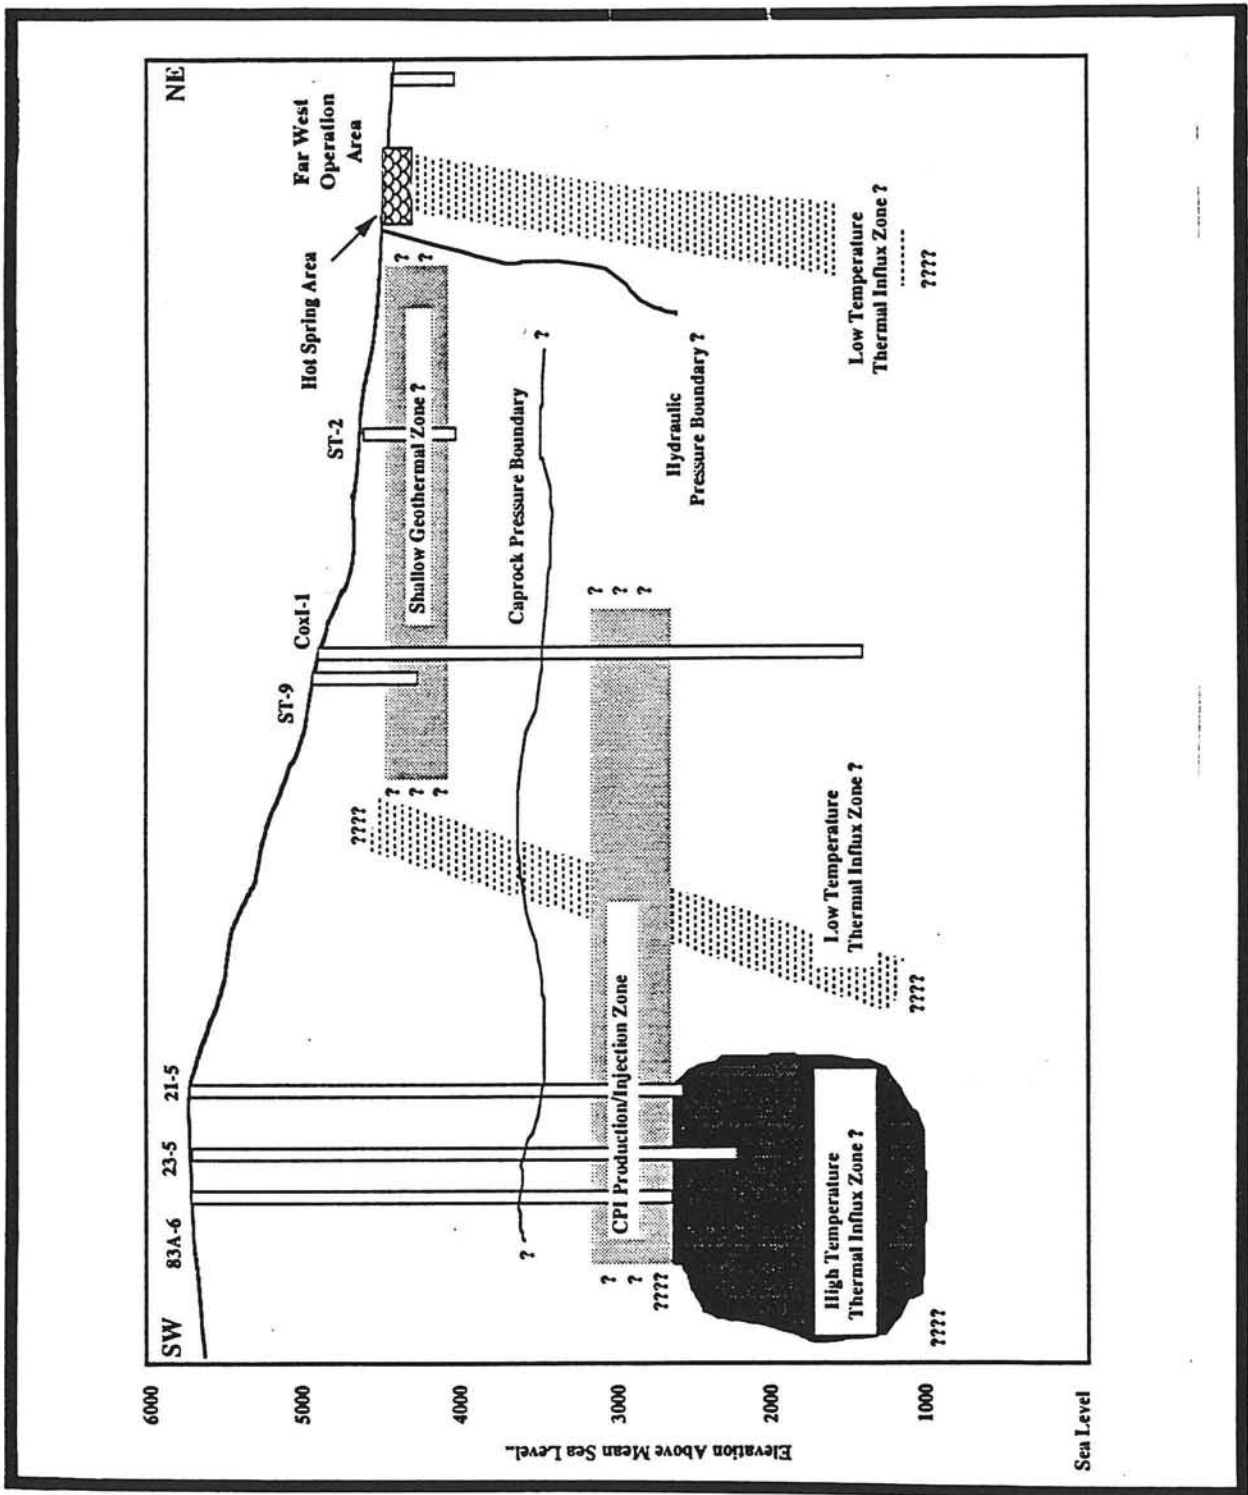 SW
NE
83A-6
23-5
21-5
ST-9
CoxI-1
ST-2
Hot Spring Area
Far West
Operation
Area
6000
5000
4000
3000
2000
1000
Sea Level
Elevation Above Mean Sea Level..
????
?
?
?
Shallow Geothermal Zone ?
?
?
?
Caprock Pressure Boundary
?
?
?
????
CPI Production/Injection Zone
?
?
?
Hydraulic
Pressure Boundary ?
High Temperature
Thermal Influx Zone ?
????
Low Temperature
Thermal Influx Zone ?
????
Low Temperature
Thermal Influx Zone ?
????